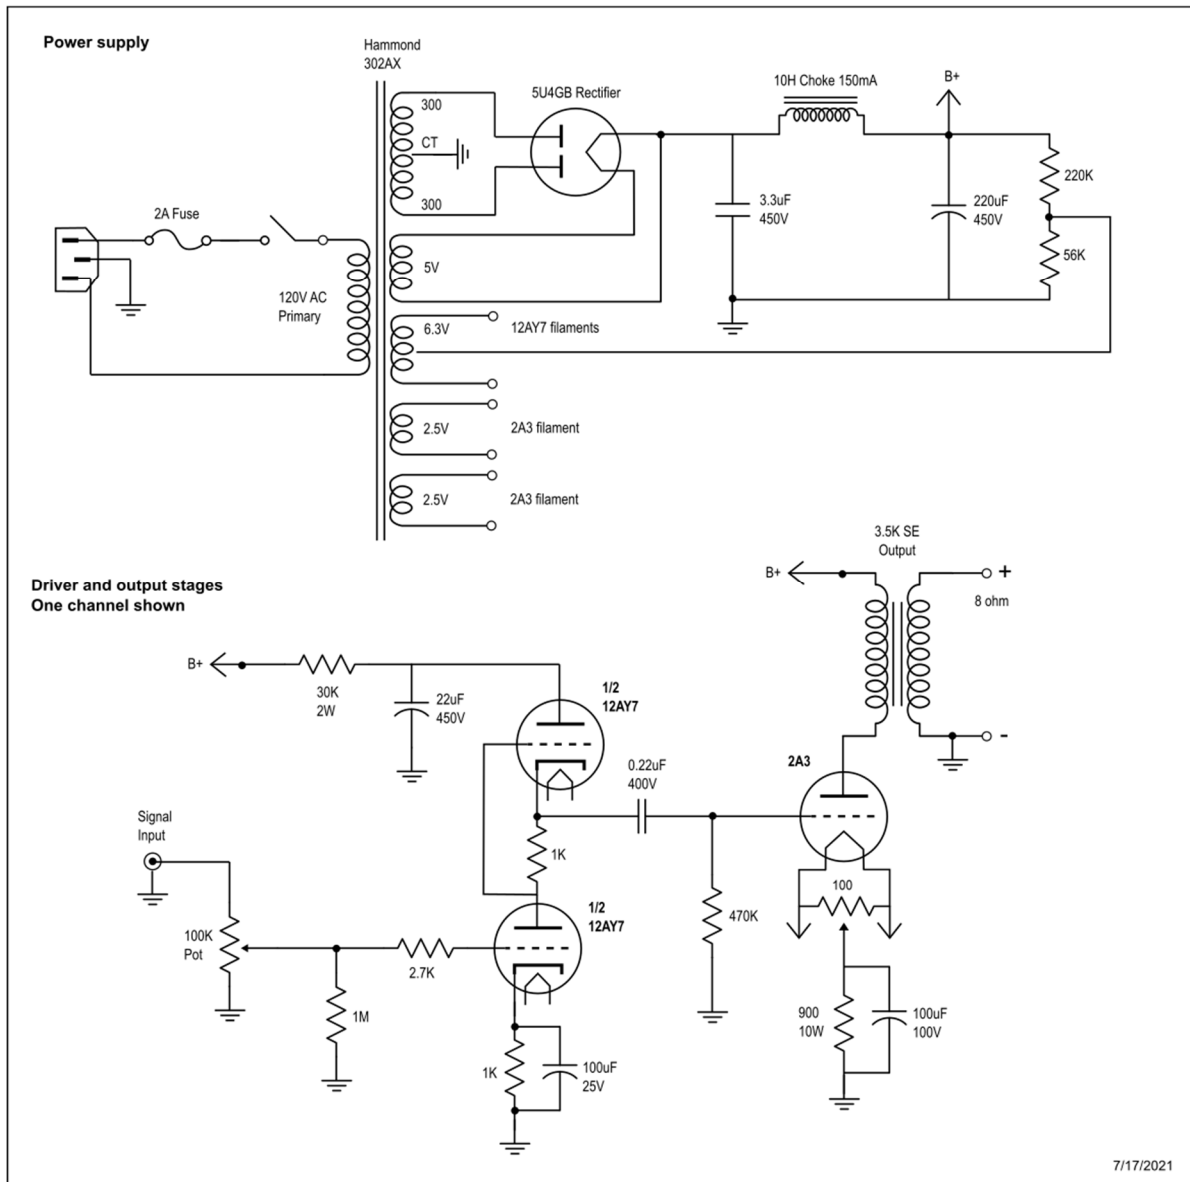 Power supply
Hammond
302AX
300
CT
300
5U4GB Rectifier
10H Choke 150mA
B+
2A Fuse
120V AC
Primary
5V
3.3uF
450V
220uF
450V
220K
56K
6.3V
12AY7 filaments
2.5V
2A3 filament
2.5V
2A3 filament
Driver and output stages
One channel shown
3.5K SE
Output
B+
+
8 ohm
-
B+
30K
2W
22uF
450V
1/2
12AY7
0.22uF
400V
2A3
Signal
Input
1K
100
1/2
12AY7
470K
100K
Pot
2.7K
1M
1K
100uF
25V
900
10W
100uF
100V
7/17/2021